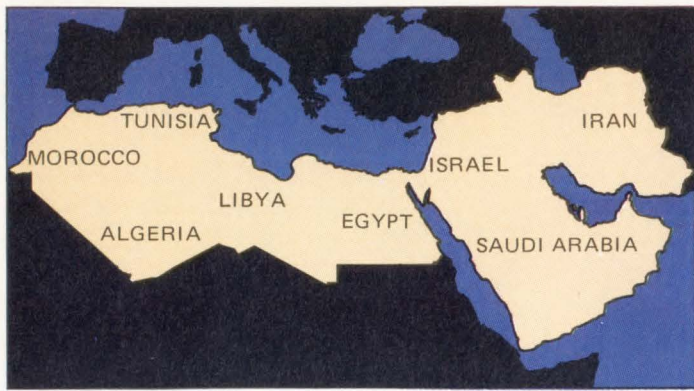 TUNISIA
MOROCCO
ALGERIA
LIBYA
EGYPT
ISRAEL
IRAN
SAUDI ARABIA